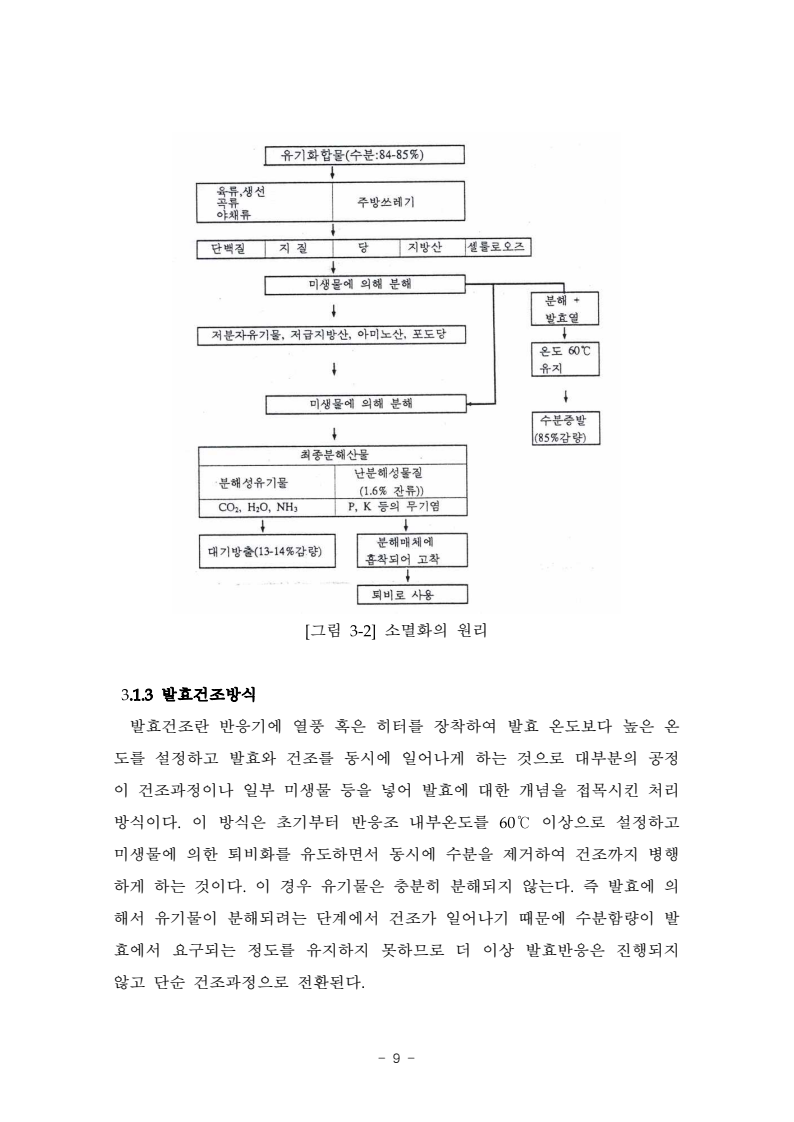 유기화합물(수분:84-85%)
육류,생선
곡류
야채류
주방쓰레기
단백질 지 질 당 지방산 셀룰로오즈
미생물에 의해 분해
분해 +
발효열
저분자유기물, 저급지방산, 아미노산, 포도당
온도 60℃
유지
미생물에 의해 분해
수분증발
(85%감량)
최종분해산물
분해성유기물
난분해성물질
(1.6% 잔류))
CO₂, H₂O, NH₃
P, K 등의 무기염
대기방출(13-14%감량)
분해매체에
흡착되어 고착
퇴비로 사용
[그림 3-2] 소멸화의 원리
3.1.3 발효건조방식
발효건조란 반응기에 열풍 혹은 히터를 장착하여 발효 온도보다 높은 온
도를 설정하고 발효와 건조를 동시에 일어나게 하는 것으로 대부분의 공정
이 건조과정이나 일부 미생물 등을 넣어 발효에 대한 개념을 접목시킨 처리
방식이다. 이 방식은 초기부터 반응조 내부온도를 60℃ 이상으로 설정하고
미생물에 의한 퇴비화를 유도하면서 동시에 수분을 제거하여 건조까지 병행
하게 하는 것이다. 이 경우 유기물은 충분히 분해되지 않는다. 즉 발효에 의
해서 유기물이 분해되려는 단계에서 건조가 일어나기 때문에 수분함량이 발
효에서 요구되는 정도를 유지하지 못하므로 더 이상 발효반응은 진행되지
않고 단순 건조과정으로 전환된다.
- 9 -